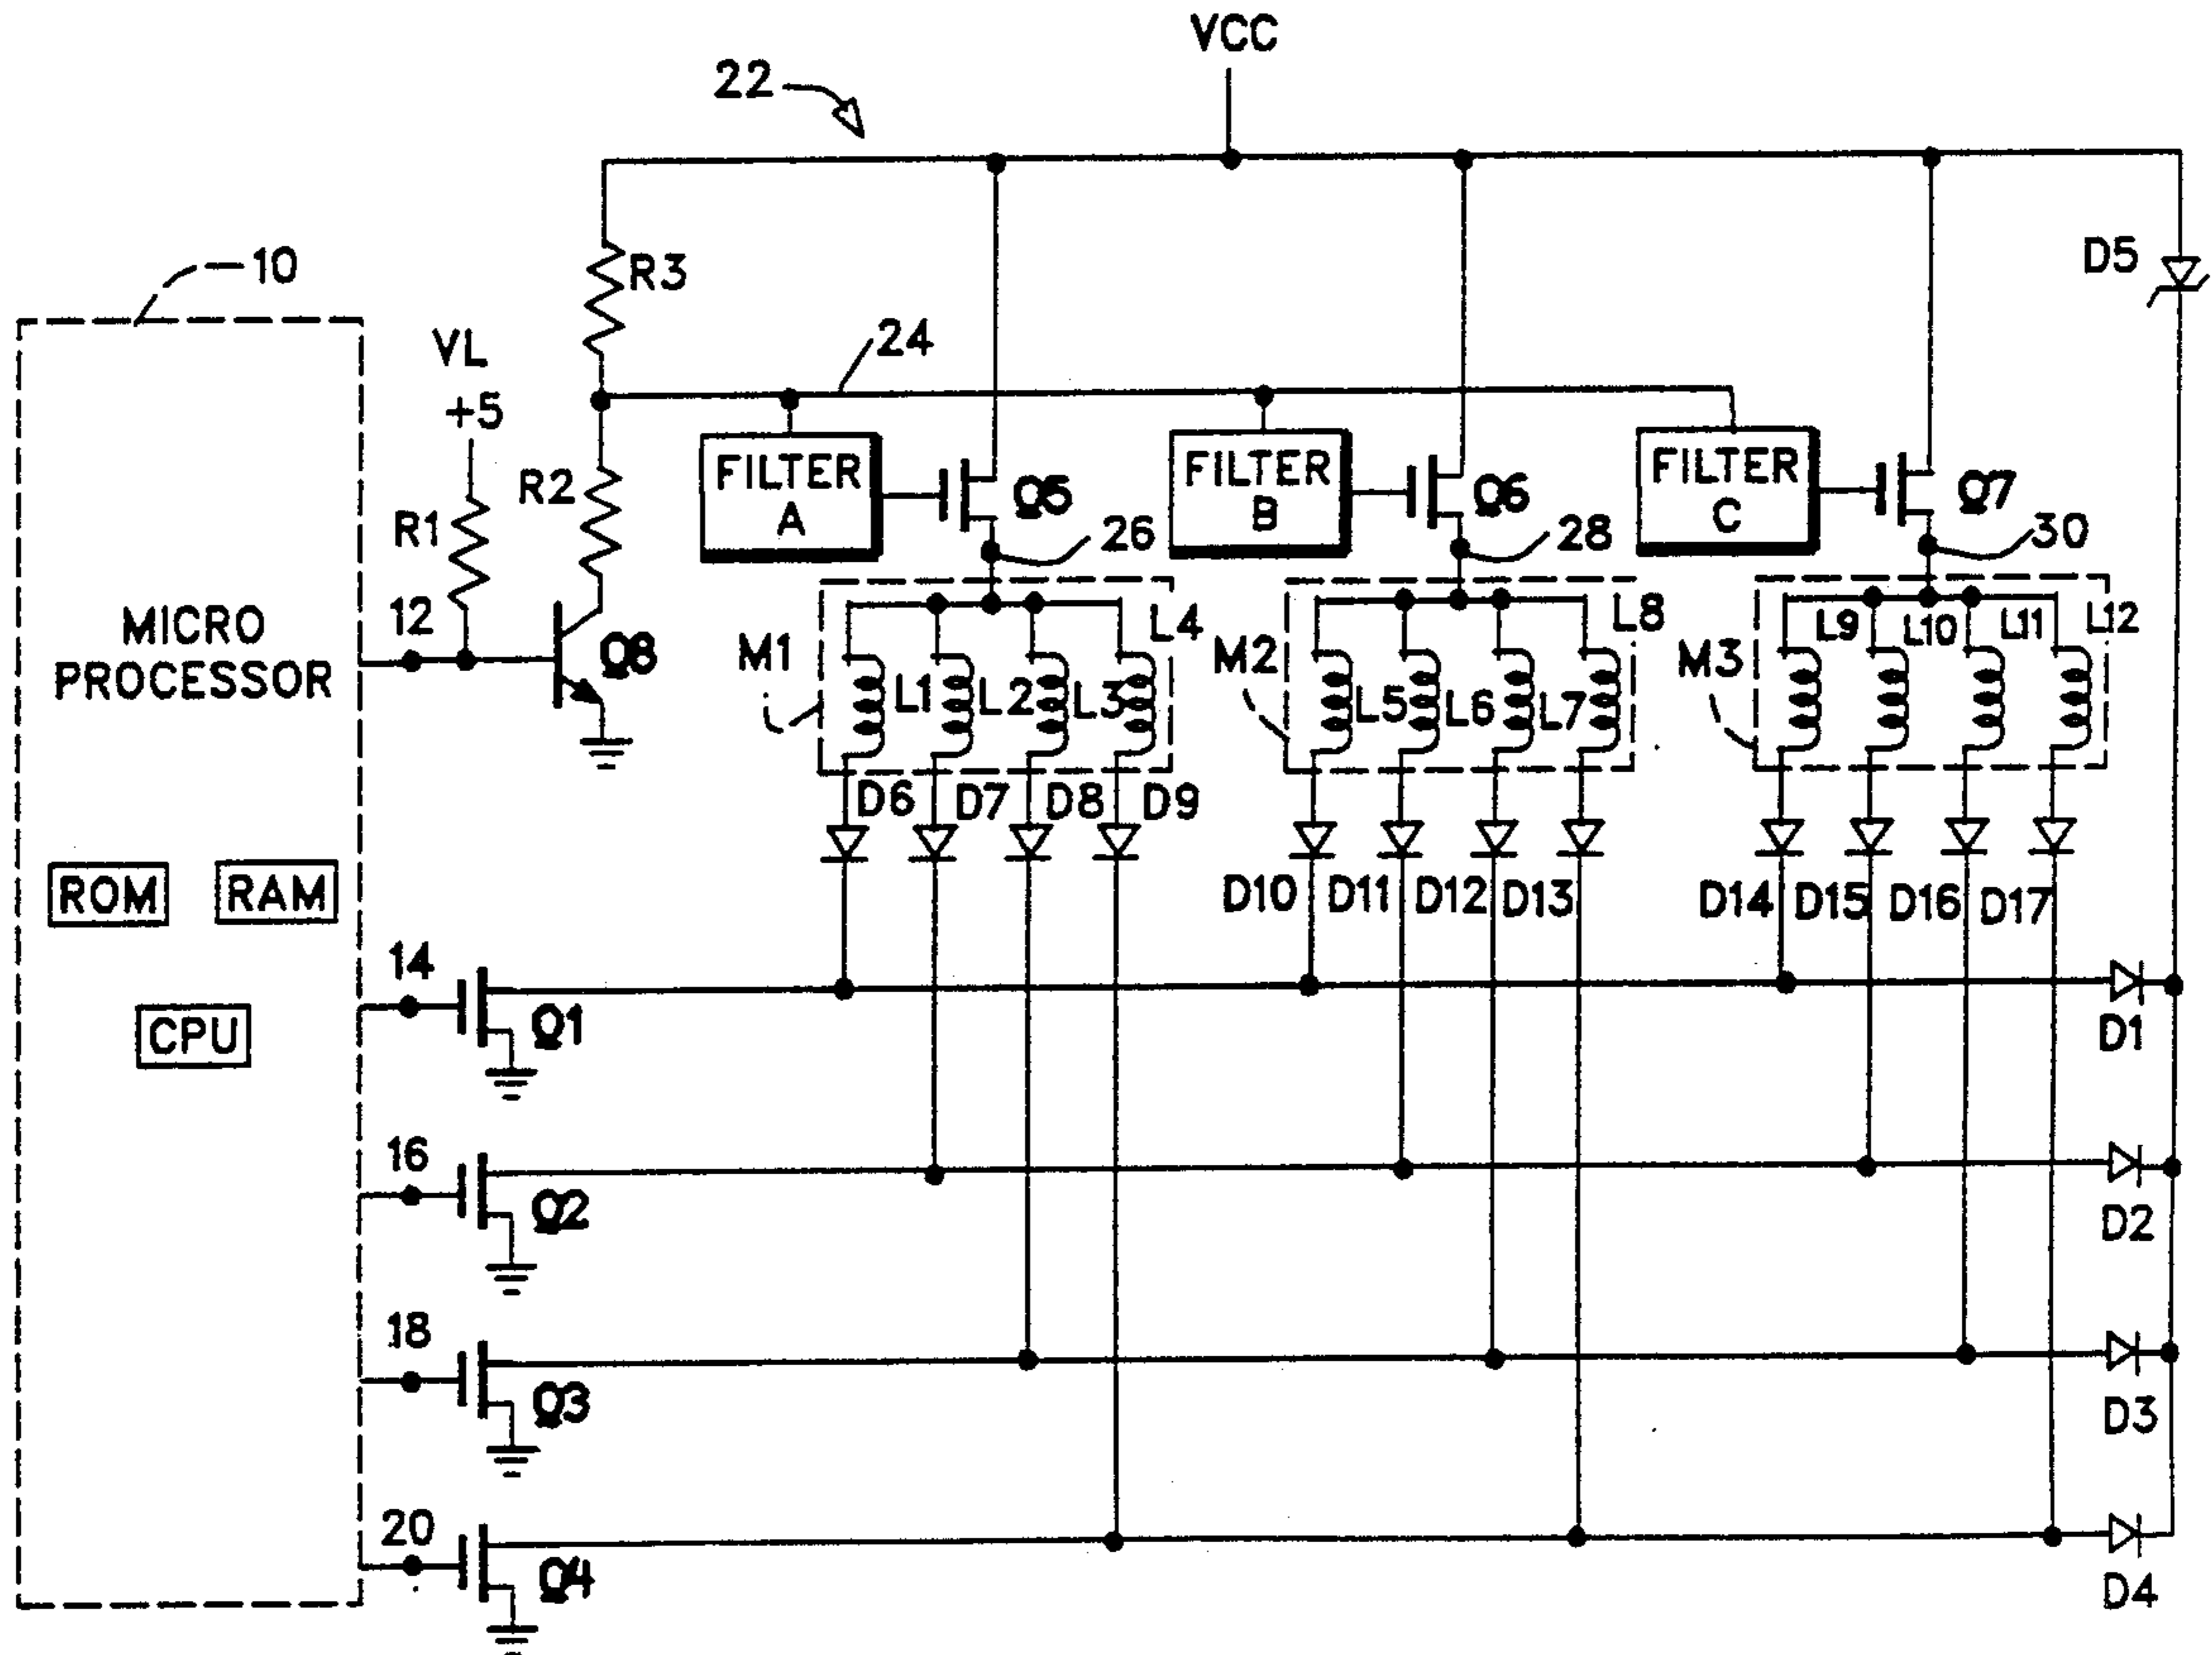 VCC
22
10
R3
D5
VL
+5
24
R2
R1
FILTER
A
Q5
FILTER
B
Q6
FILTER
C
Q7
26
28
30
12
MICRO
PROCESSOR
Q8
M1
L1
L2
L3
L4
M2
L5
L6
L7
L8
M3
L9
L10
L11
L12
D6
D7
D8
D9
D10
D11
D12
D13
D14
D15
D16
D17
ROM
RAM
CPU
14
Q1
D1
16
Q2
D2
18
Q3
D3
20
Q4
D4